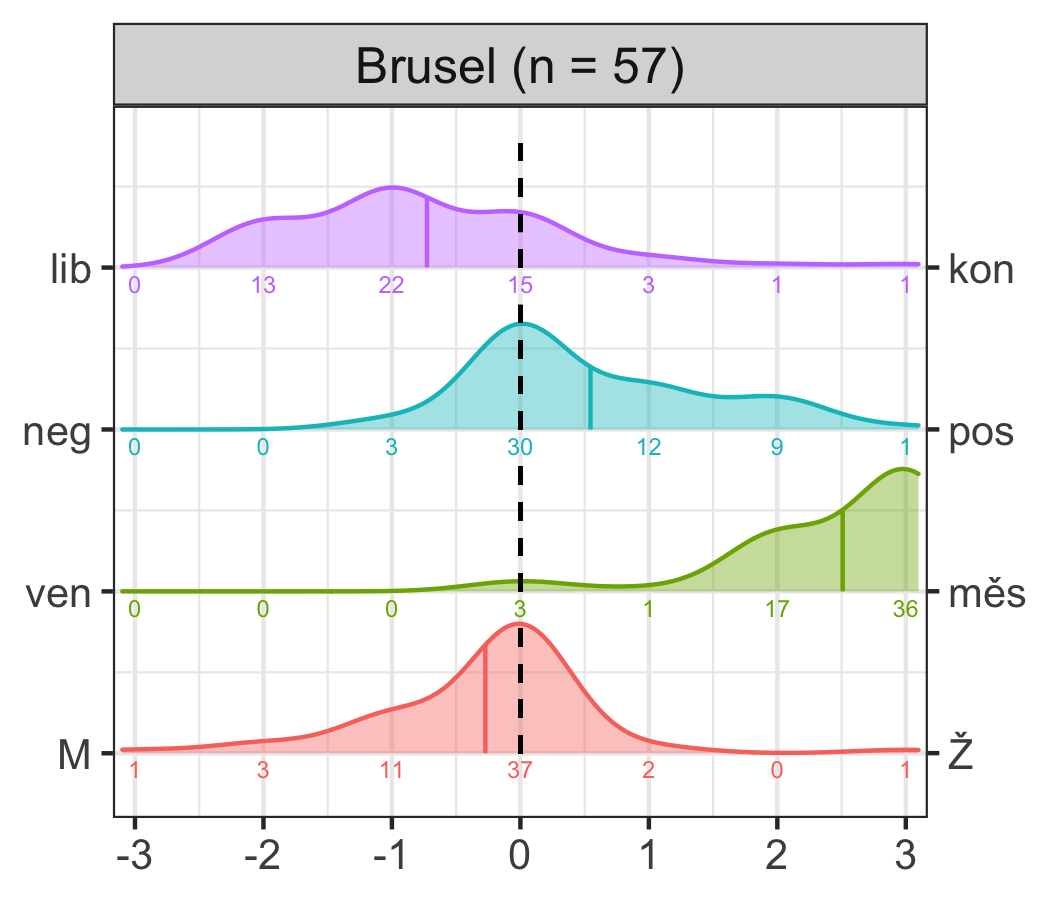 Brusel (n = 57)
lib kon
0 13 22 15 3 1 1
neg pos
0 0 3 30 12 9 1
ven měs
0 0 0 3 1 17 36
M Ž
1 3 11 37 2 0 1
-3 -2 -1 0 1 2 3